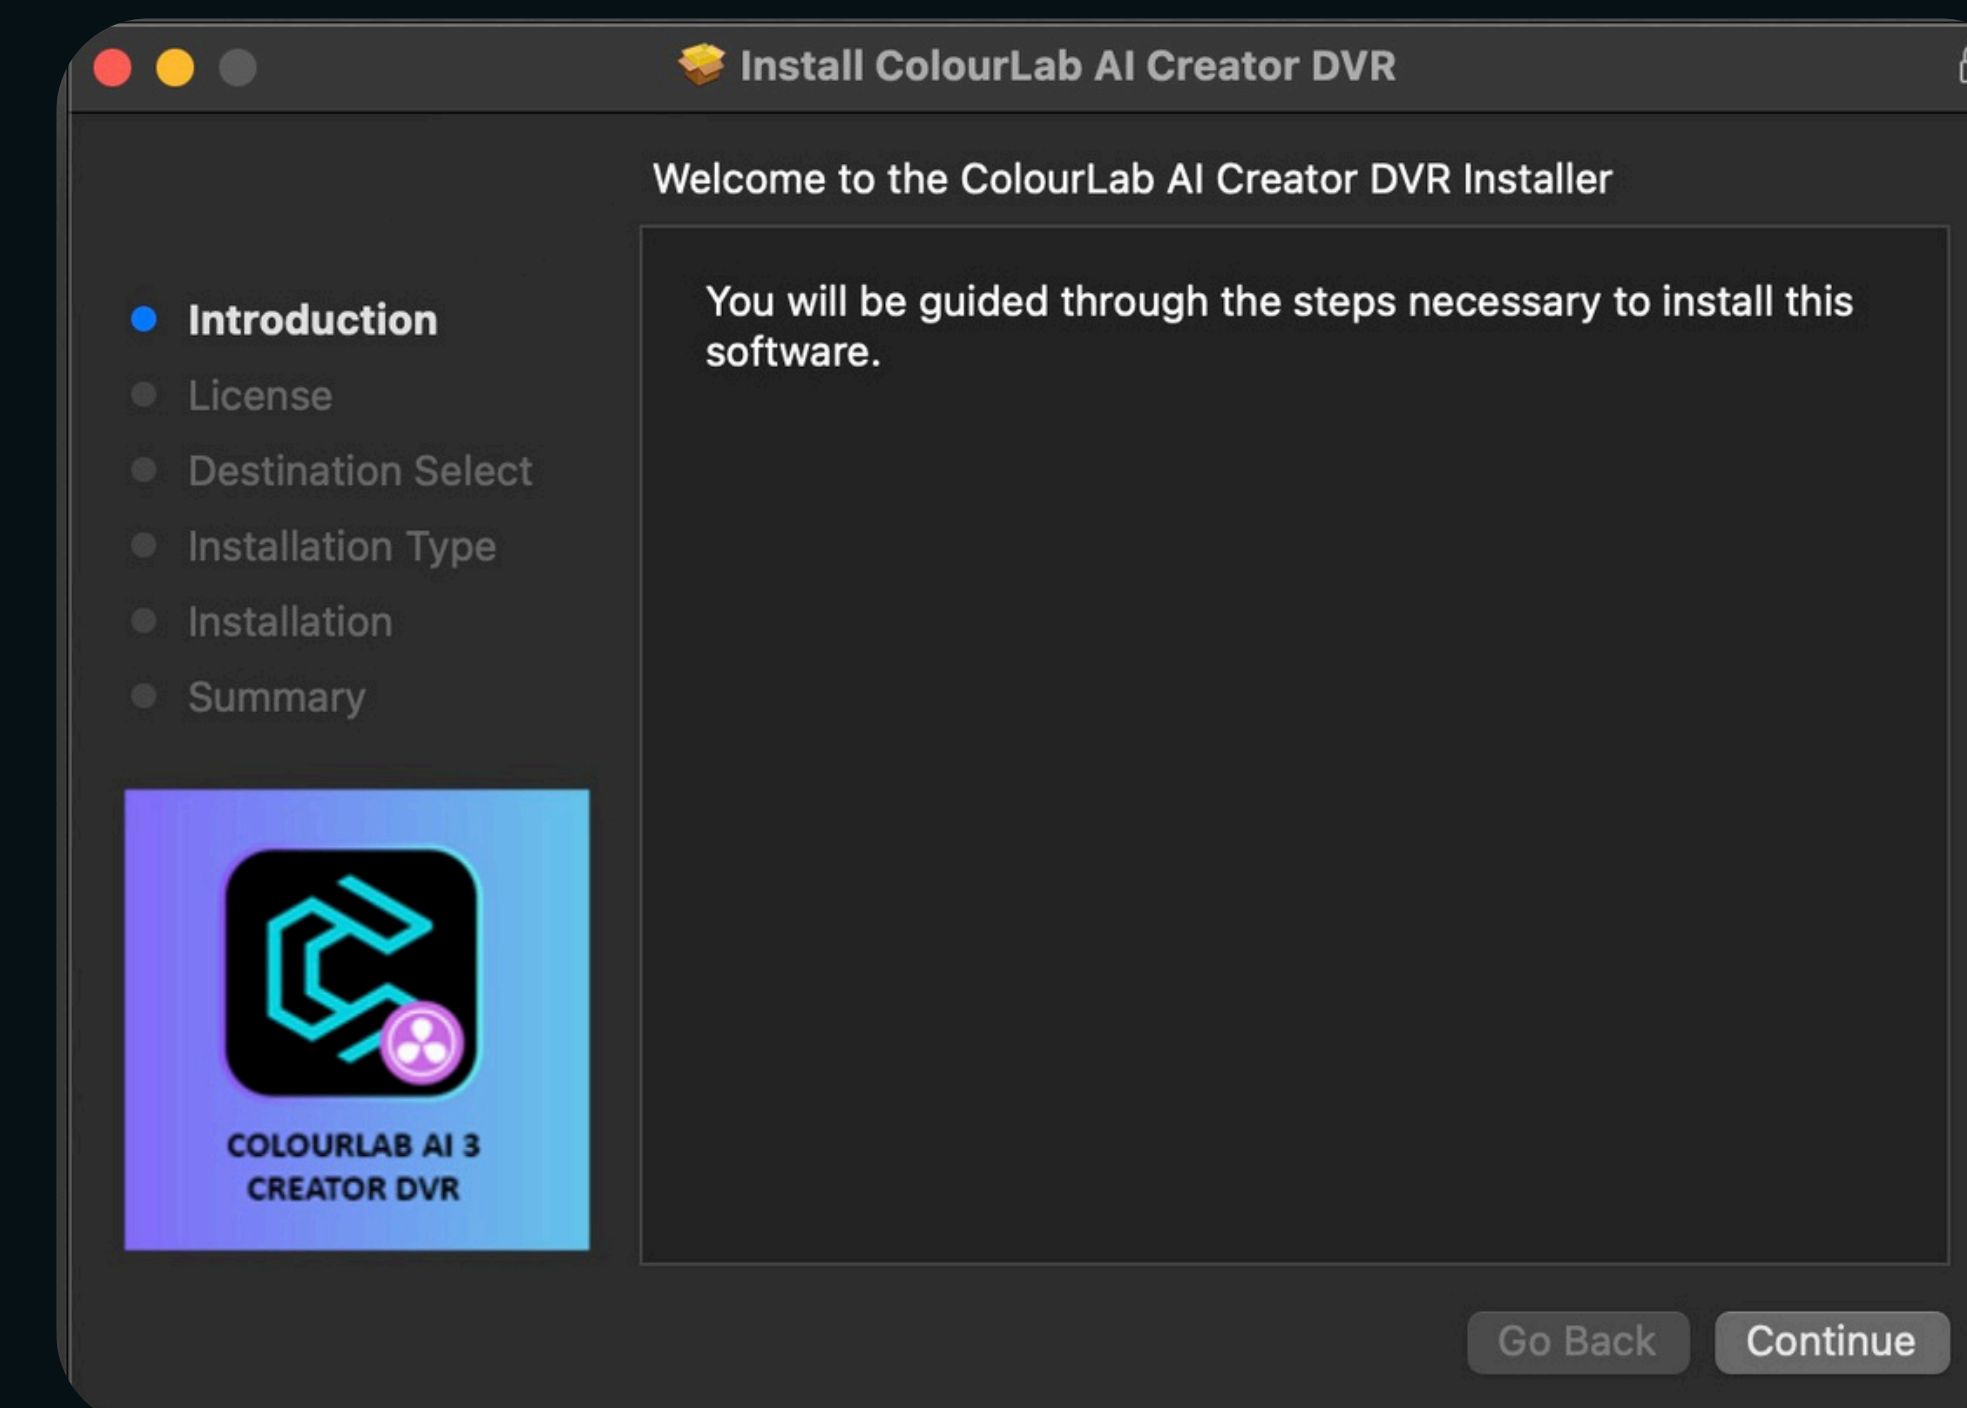 Install ColourLab AI Creator DVR
Welcome to the ColourLab AI Creator DVR Installer
Introduction
License
Destination Select
Installation Type
Installation
Summary
You will be guided through the steps necessary to install this
software.
COLOURLAB AI 3
CREATOR DVR
Go Back
Continue